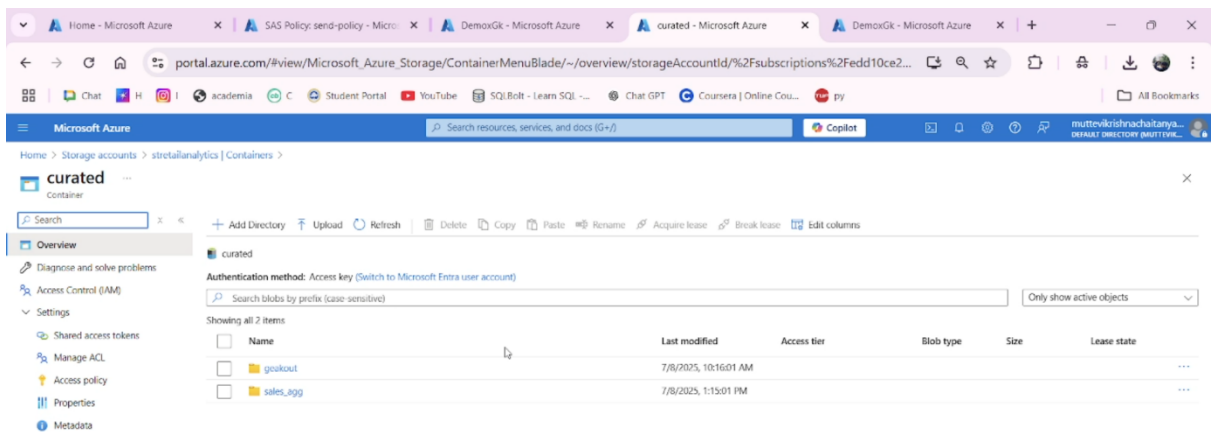 Home - Microsoft Azure
SAS Policy: send-policy - Micro
DemoxGk - Microsoft Azure
curated - Microsoft Azure
DemoxGk - Microsoft Azure
portal.azure.com/#view/Microsoft_Azure_Storage/ContainerMenuBlade/~/overview/storageAccountId/%2Fsubscriptions%2Fedd10ce2...
Chat H I academia C Student Portal YouTube SQLBolt - Learn SQL -... Chat GPT Coursera | Online Cou... py All Bookmarks
Microsoft Azure
Search resources, services, and docs (G+/)
Copilot
muttevikrishnachaitanya...
DEFAULT DIRECTORY (MUTTEVIK...
Home > Storage accounts > stretailanalytics | Containers >
curated ...
Container
Search
Overview
Diagnose and solve problems
Access Control (IAM)
Settings
Shared access tokens
Manage ACL
Access policy
Properties
Metadata
Add Directory Upload Refresh Delete Copy Paste Rename Acquire lease Break lease Edit columns
curated
Authentication method: Access key (Switch to Microsoft Entra user account)
Search blobs by prefix (case-sensitive)
Only show active objects
Showing all 2 items
Name Last modified Access tier Blob type Size Lease state
geakout 7/8/2025, 10:16:01 AM ...
sales_agg 7/8/2025, 1:15:01 PM ...